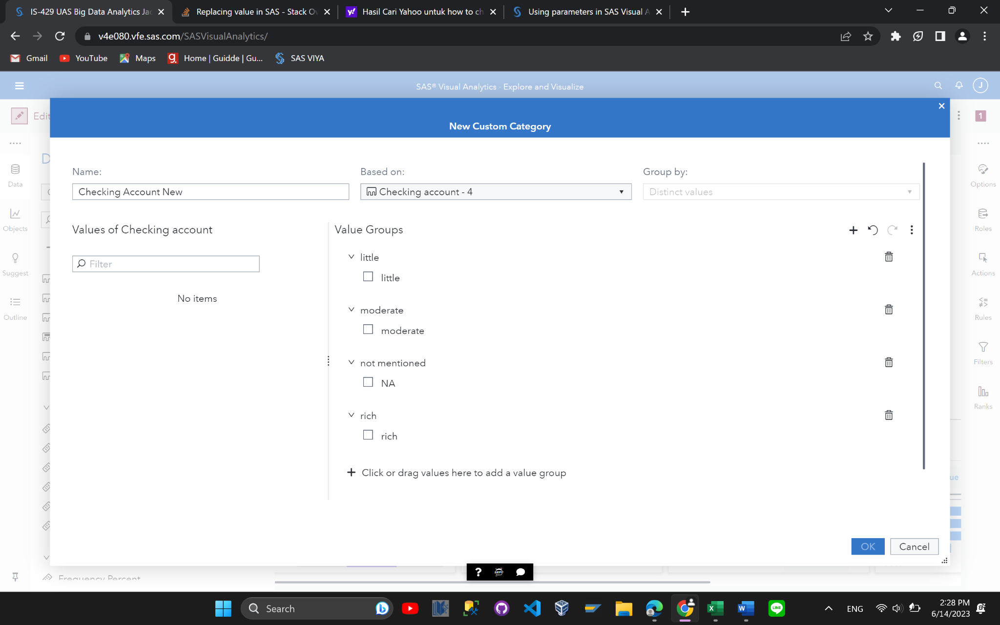 IS-429 UAS Big Data Analytics Jac
Replacing value in SAS - Stack Ov
Hasil Cari Yahoo untuk how to ch
Using parameters in SAS Visual A
v4e080.vfe.sas.com/SASVisualAnalytics/
Gmail
YouTube
Maps
Home | Guidde | Gu...
SAS VIYA
SAS® Visual Analytics - Explore and Visualize
J
Edit
1
New Custom Category
Name:
Based on:
Group by:
Checking Account New
Checking account - 4
Distinct values
Values of Checking account
Value Groups
Filter
No items
little
little
moderate
moderate
not mentioned
NA
rich
rich
Click or drag values here to add a value group
OK
Cancel
Data
Objects
Suggest
Outline
Options
Roles
Actions
Rules
Filters
Ranks
ue
Frequency Percent
Search
ENG
2:28 PM
6/14/2023